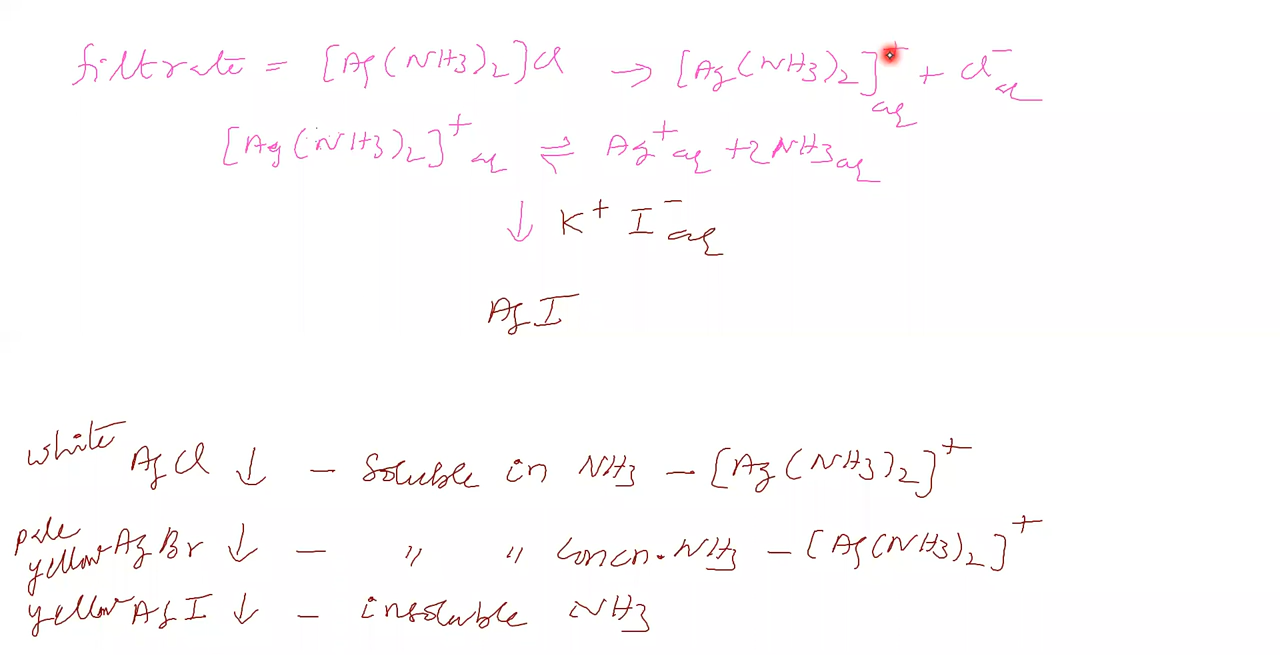 filtrate = [Ag(NH3)2]Cl → [Ag(NH3)2]⁺aq + Cl⁻aq
[Ag(NH3)2]⁺aq ⇌ Ag⁺aq + 2NH3aq
↓ K⁺ I⁻aq
AgI
white AgCl ↓ – Soluble in NH3 – [Ag(NH3)2]⁺
pale yellow AgBr ↓ – 〃 〃 Concn. NH3 – [Ag(NH3)2]⁺
yellow AgI ↓ – insoluble NH3